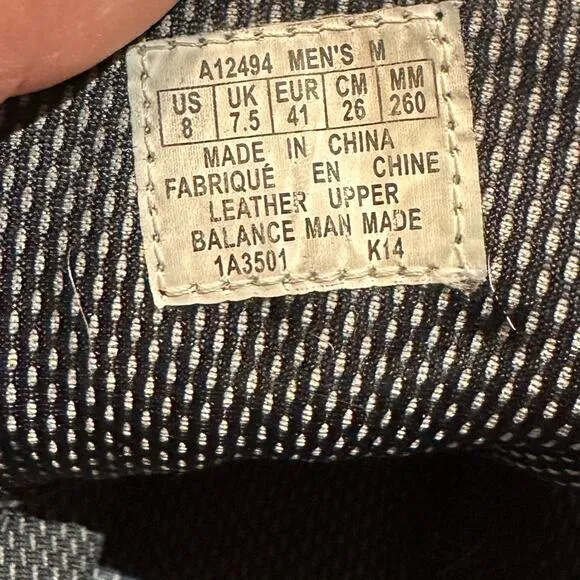 A12494 MEN'S M
US UK EUR CM MM
8 7.5 41 26 260
MADE IN CHINA
FABRIQUÉ EN CHINE
LEATHER UPPER
BALANCE MAN MADE
1A3501 K14